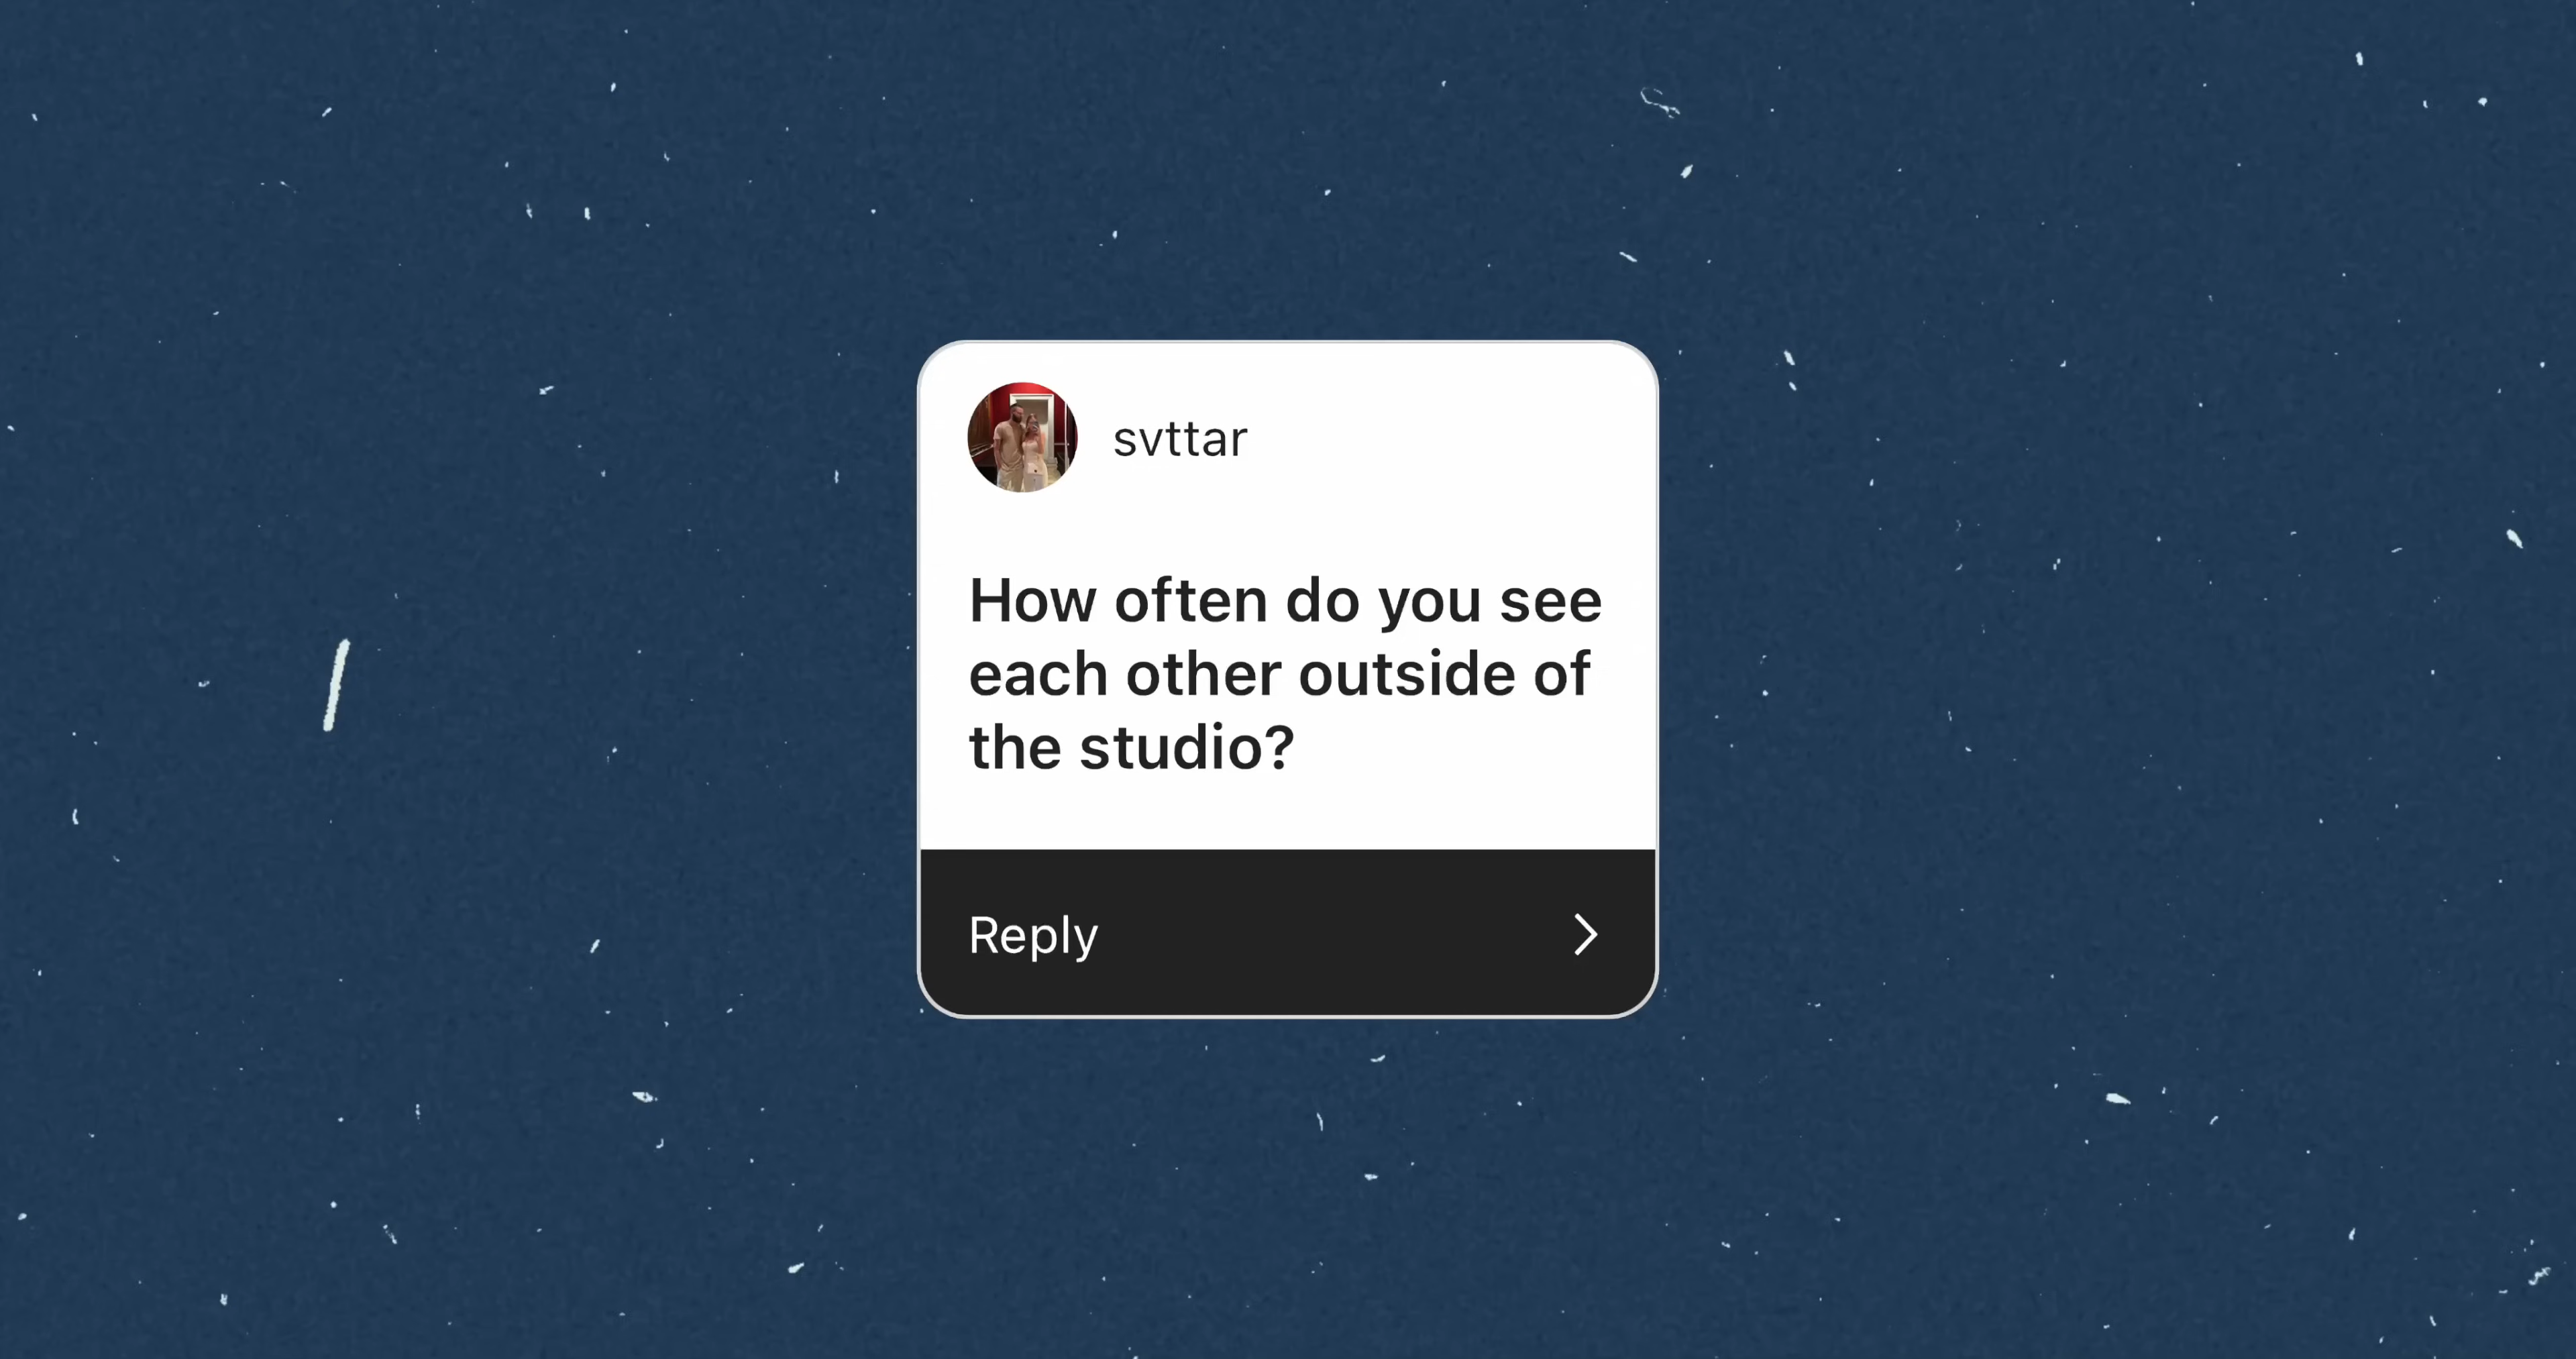 svttar
How often do you see
each other outside of
the studio?
Reply